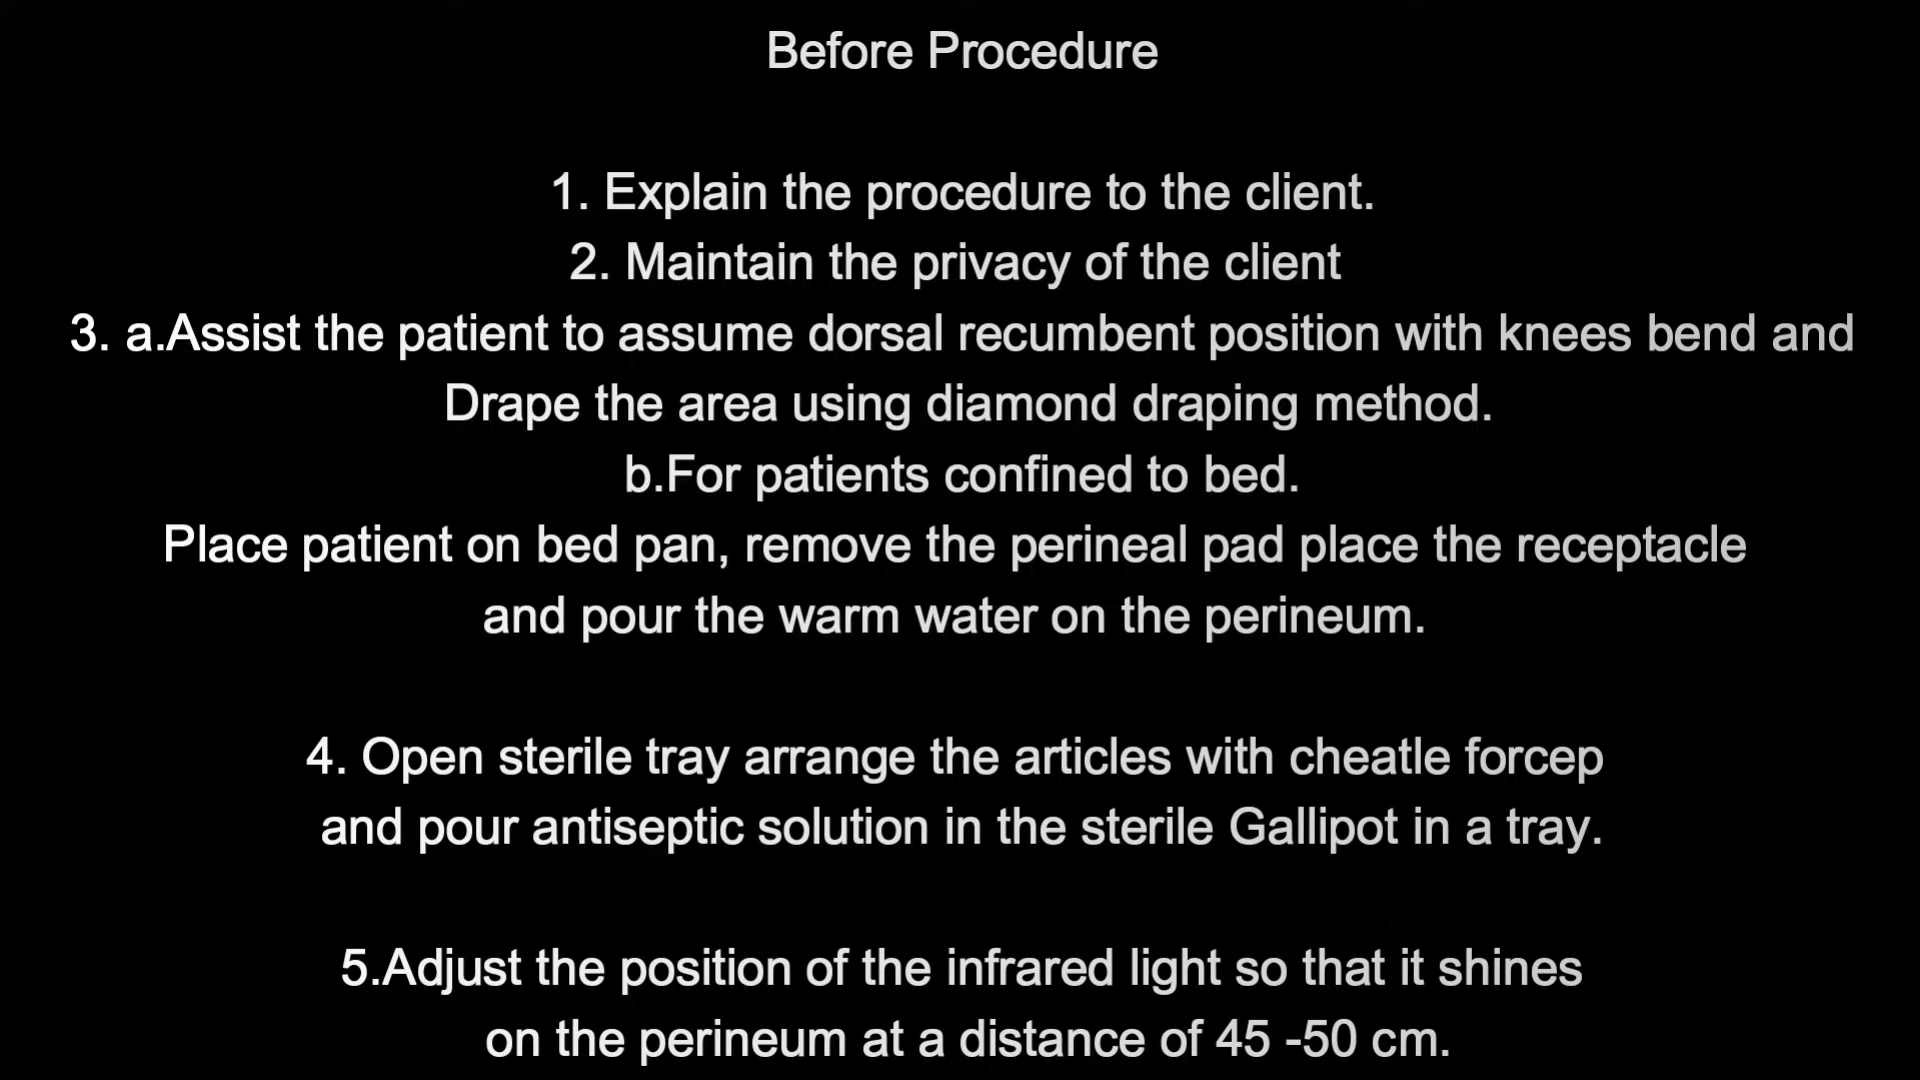 Before Procedure
1. Explain the procedure to the client.
2. Maintain the privacy of the client
3. a.Assist the patient to assume dorsal recumbent position with knees bend and
Drape the area using diamond draping method.
b.For patients confined to bed.
Place patient on bed pan, remove the perineal pad place the receptacle
and pour the warm water on the perineum.
4. Open sterile tray arrange the articles with cheatle forcep
and pour antiseptic solution in the sterile Gallipot in a tray.
5.Adjust the position of the infrared light so that it shines
on the perineum at a distance of 45 -50 cm.